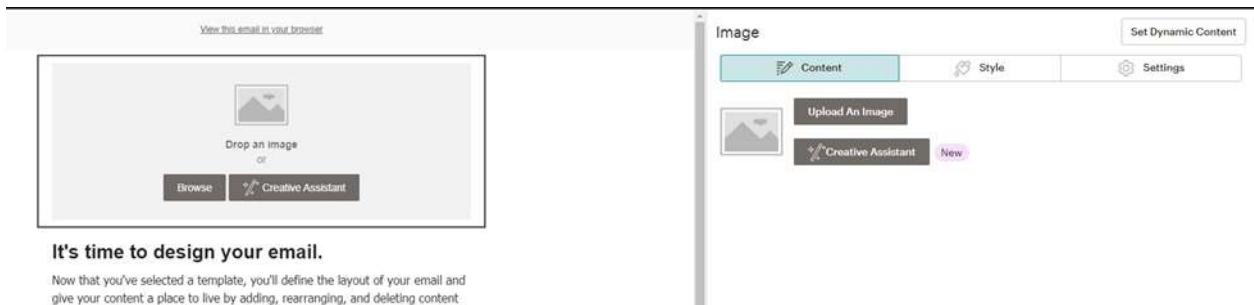 View this email in your browser
Image
Set Dynamic Content
Content
Style
Settings
Drop an image
or
Browse
Creative Assistant
Upload An Image
Creative Assistant
New
It's time to design your email.
Now that you've selected a template, you'll define the layout of your email and
give your content a place to live by adding, rearranging, and deleting content